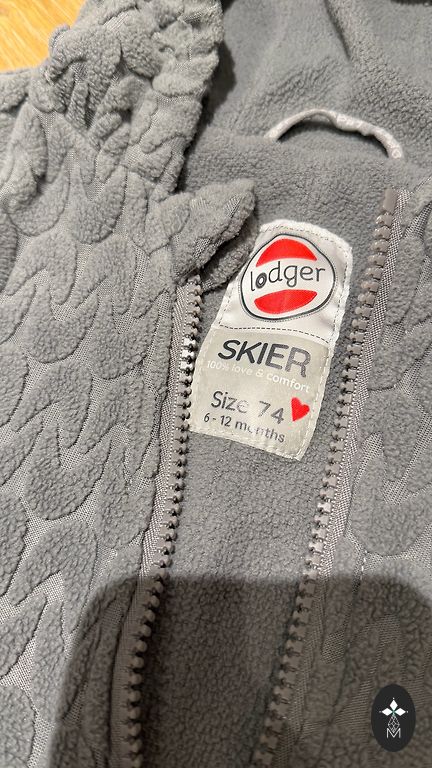 lodger
SKIER
100% love & comfort
Size 74
6 - 12 months
M